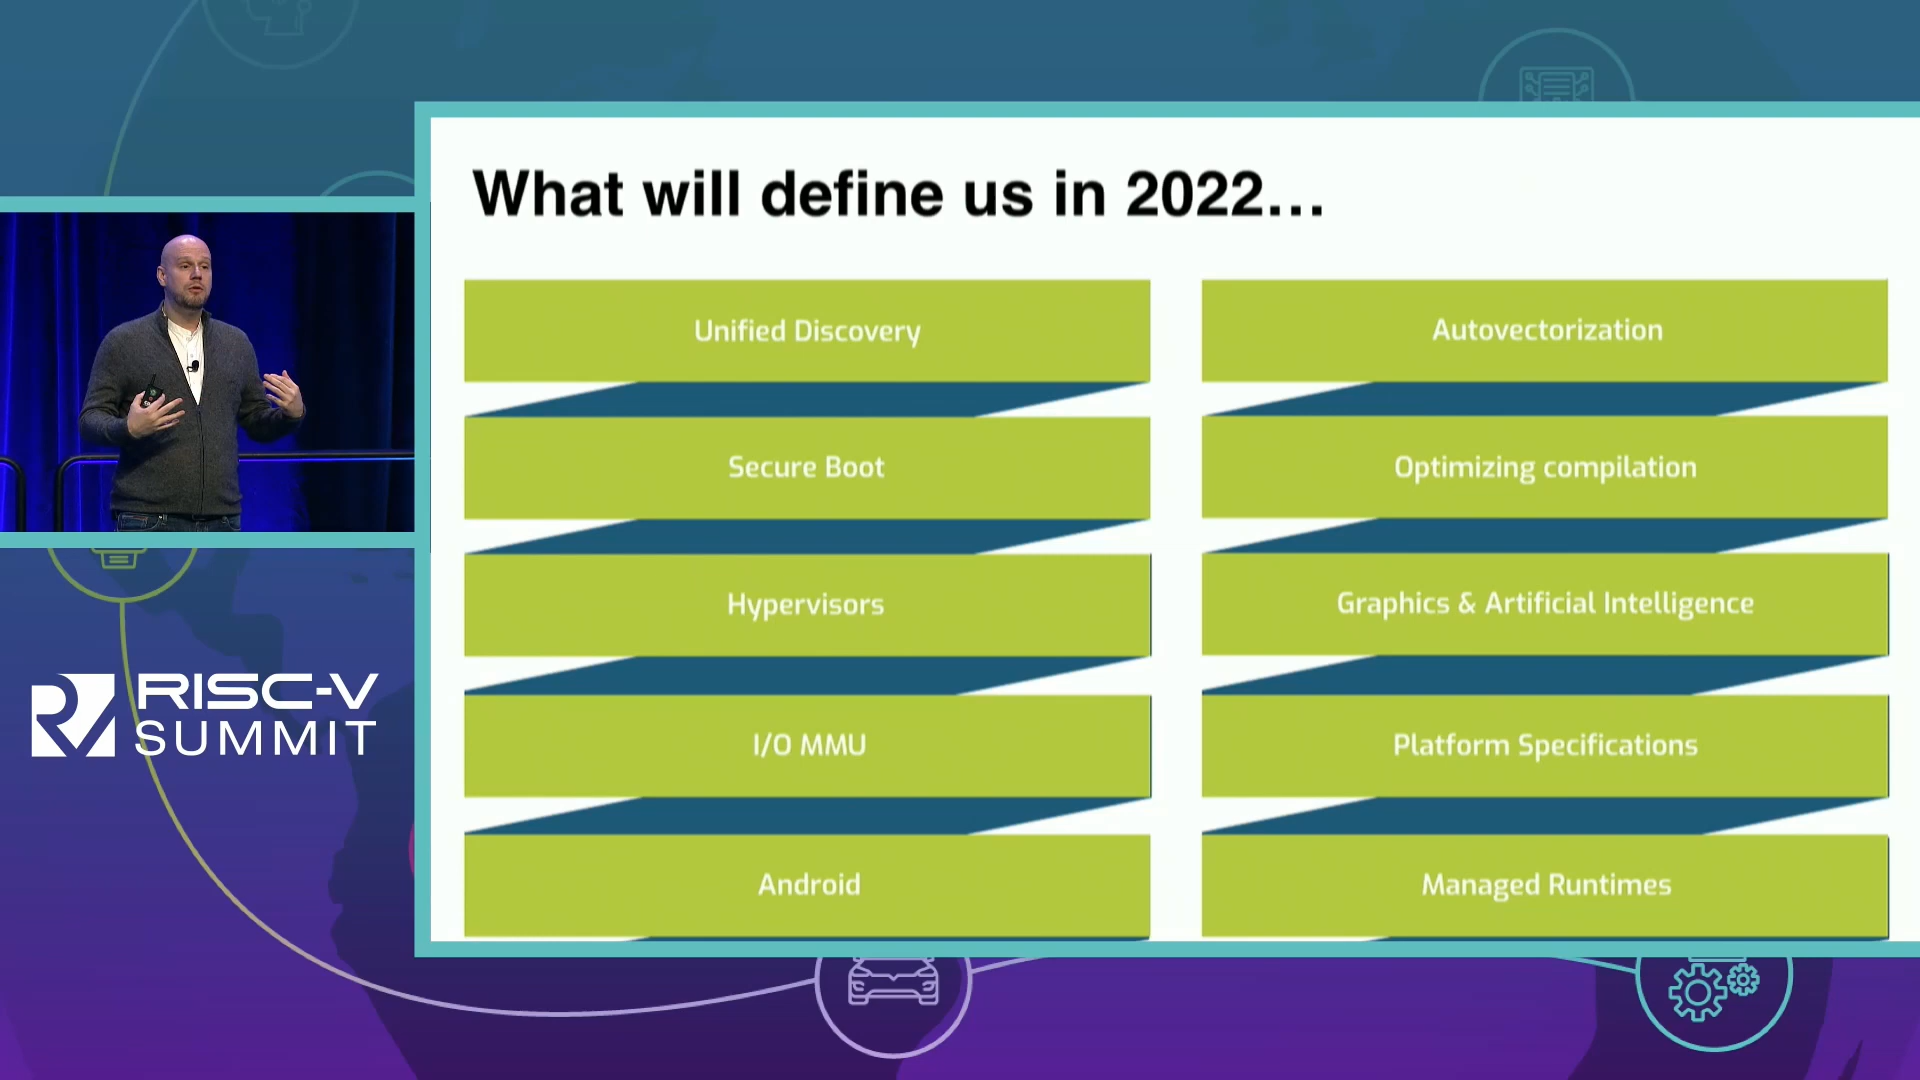 What will define us in 2022...
Unified Discovery
Secure Boot
Hypervisors
I/O MMU
Android
Autovectorization
Optimizing compilation
Graphics & Artificial Intelligence
Platform Specifications
Managed Runtimes
RISC-V
SUMMIT